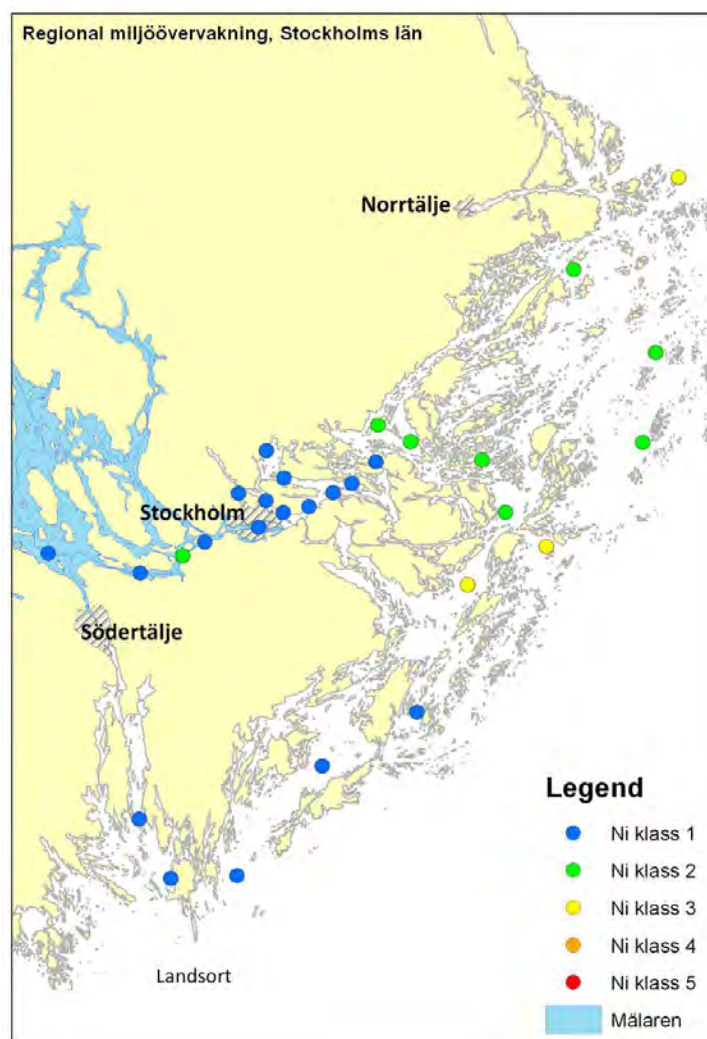 Regional miljöövervakning, Stockholms län
Norrtälje
Stockholm
Södertälje
Legend
Ni klass 1
Ni klass 2
Ni klass 3
Ni klass 4
Ni klass 5
Mälaren
Landsort